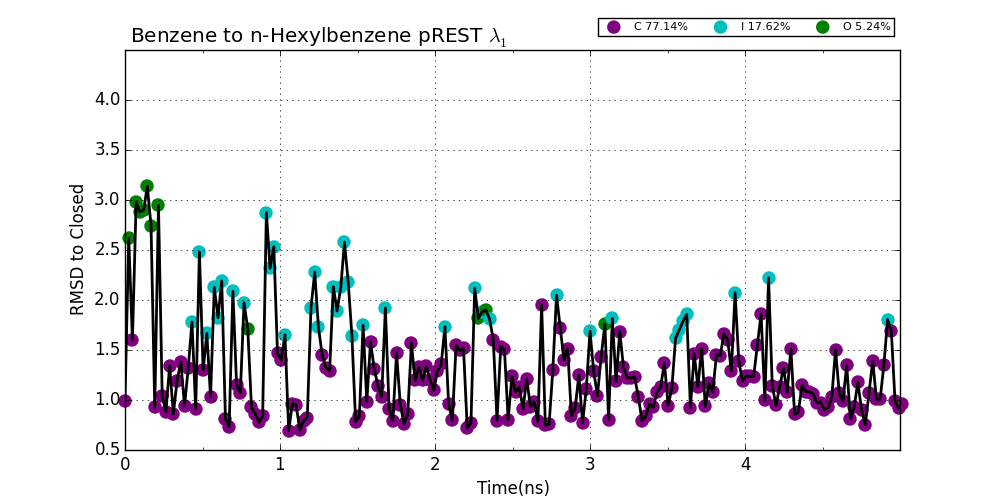 Benzene to n-Hexylbenzene pREST λ₁
C 77.14% I 17.62% O 5.24%
4.0
3.5
3.0
2.5
2.0
1.5
1.0
0.5
RMSD to Closed
0 1 2 3 4
Time(ns)